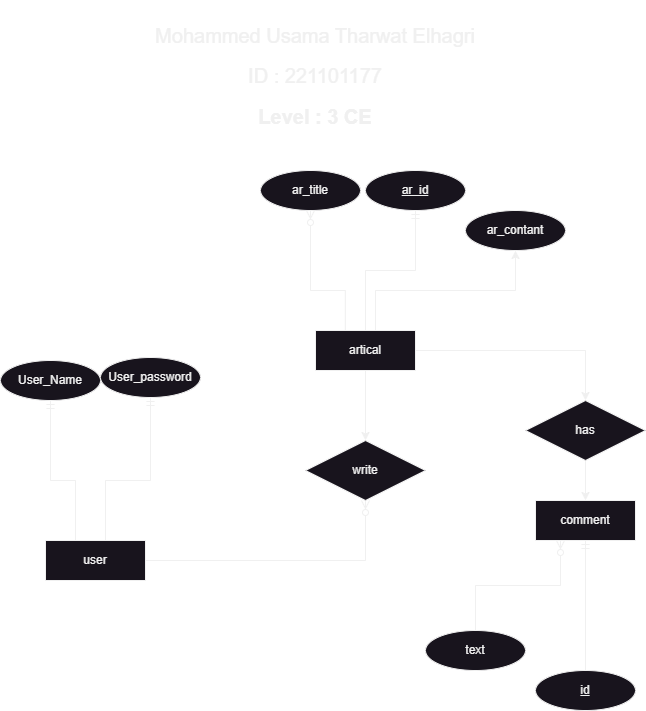 Mohammed Usama Tharwat Elhagri
ID : 221101177
Level : 3 CE
ar_title
ar_id
ar_contant
artical
User_Name
User_password
has
write
comment
user
text
id